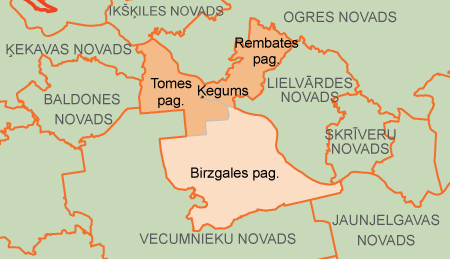 IKŠĶILES NOVADS
OGRES NOVADS
ĶEKAVAS NOVADS
Rembates
pag.
Tomes
pag.
Ķegums
LIELVĀRDES
NOVADS
BALDONES
NOVADS
SKRĪVERU
NOVADS
Birzgales pag.
JAUNJELGAVAS
NOVADS
VECUMNIEKU NOVADS